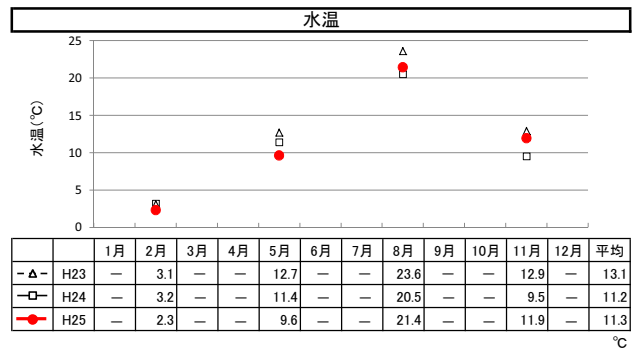 水温
25
20
15
10
5
0
水温(℃)
1月 2月 3月 4月 5月 6月 7月 8月 9月 10月 11月 12月 平均
H23 — 3.1 — — 12.7 — — 23.6 — — 12.9 — 13.1
H24 — 3.2 — — 11.4 — — 20.5 — — 9.5 — 11.2
H25 — 2.3 — — 9.6 — — 21.4 — — 11.9 — 11.3
℃